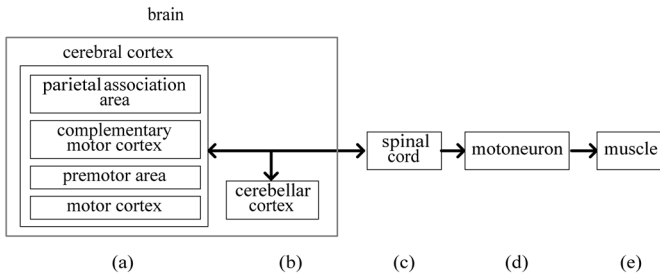 brain
cerebral cortex
parietal association
area
complementary
motor cortex
premotor area
motor cortex
cerebellar
cortex
spinal
cord
motoneuron
muscle
(a)
(b)
(c)
(d)
(e)